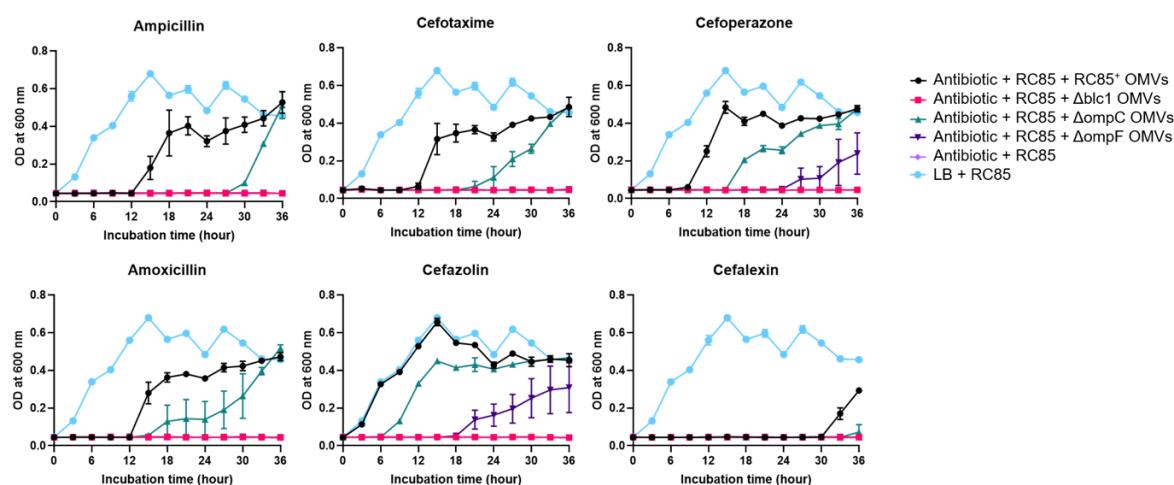 Ampicillin
Cefotaxime
Cefoperazone
OD at 600 nm
0.8
0.6
0.4
0.2
0.0
0 6 12 18 24 30 36
Incubation time (hour)
OD at 600 nm
0.8
0.6
0.4
0.2
0.0
0 6 12 18 24 30 36
Incubation time (hour)
OD at 600 nm
0.8
0.6
0.4
0.2
0.0
0 6 12 18 24 30 36
Incubation time (hour)
Antibiotic + RC85 + RC85⁺ OMVs
Antibiotic + RC85 + Δblc1 OMVs
Antibiotic + RC85 + ΔompC OMVs
Antibiotic + RC85 + ΔompF OMVs
Antibiotic + RC85
LB + RC85
Amoxicillin
Cefazolin
Cefalexin
OD at 600 nm
0.8
0.6
0.4
0.2
0.0
0 6 12 18 24 30 36
Incubation time (hour)
OD at 600 nm
0.8
0.6
0.4
0.2
0.0
0 6 12 18 24 30 36
Incubation time (hour)
OD at 600 nm
0.8
0.6
0.4
0.2
0.0
0 6 12 18 24 30 36
Incubation time (hour)